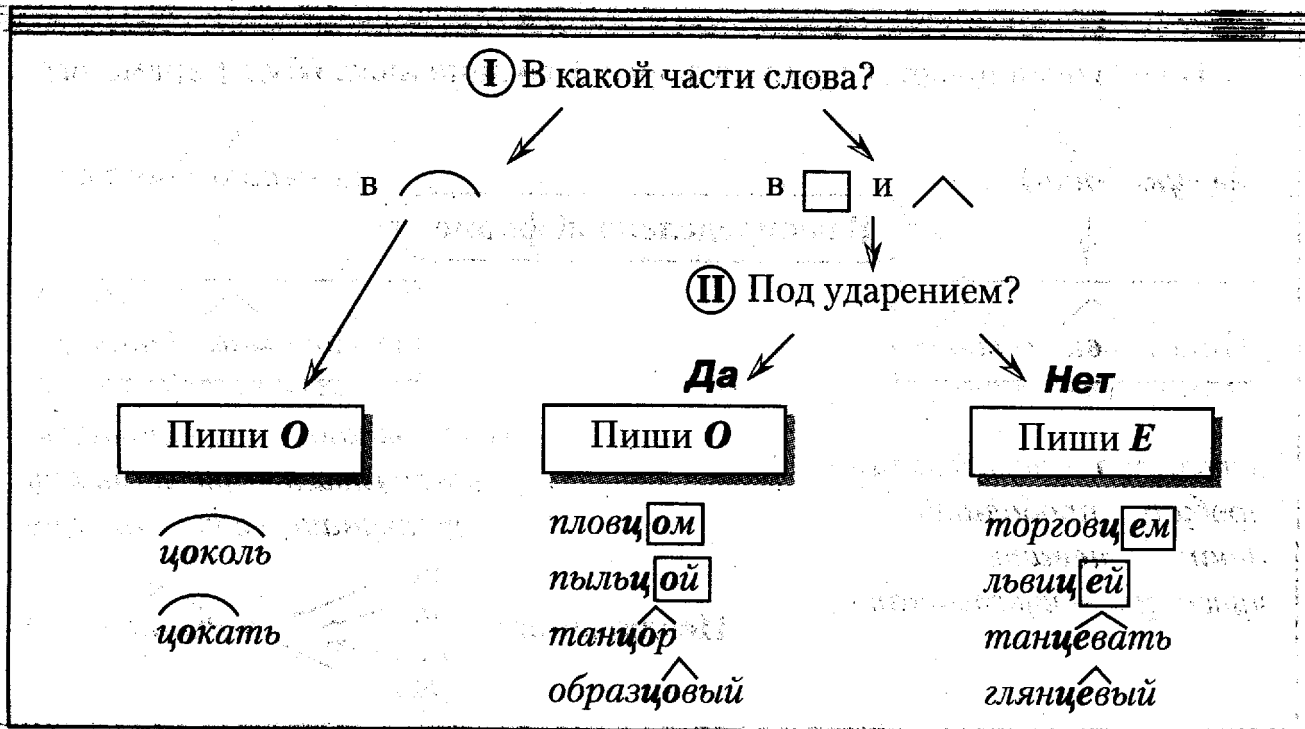 I В какой части слова?
в
в и
II Под ударением?
Да
Нет
Пиши О
Пиши О
Пиши Е
цоколь
цокать
пловцом
пыльцой
танцор
образцовый
торговцем
львицей
танцевать
глянцевый